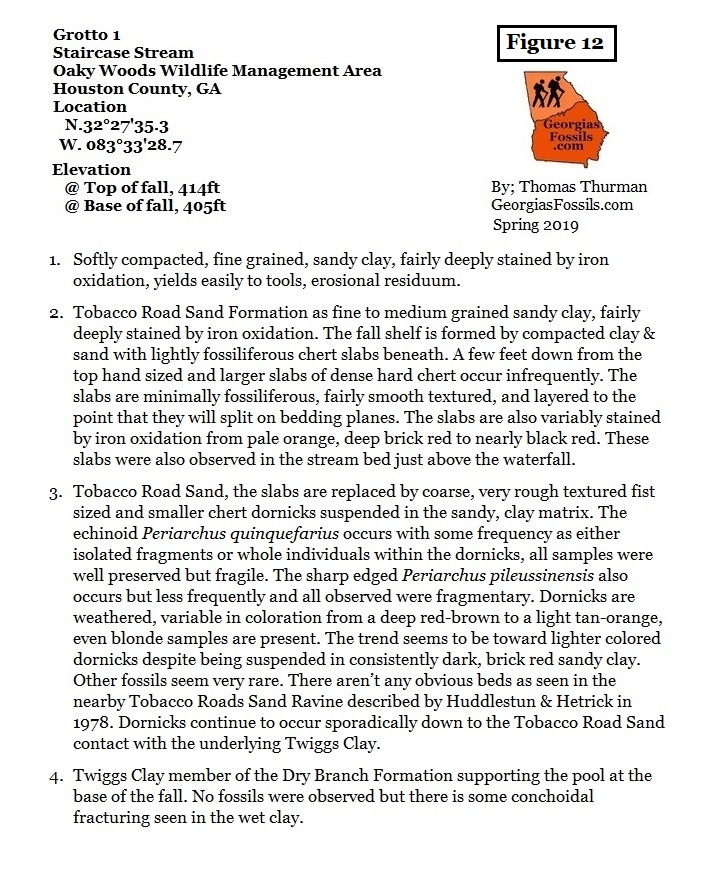 Grotto 1
Staircase Stream
Oaky Woods Wildlife Management Area
Houston County, GA
Location
N.32°27'35.3
W. 083°33'28.7
Elevation
@ Top of fall, 414ft
@ Base of fall, 405ft
Figure 12
Georgias
Fossils
.com
By; Thomas Thurman
GeorgiasFossils.com
Spring 2019
1. Softly compacted, fine grained, sandy clay, fairly deeply stained by iron
oxidation, yields easily to tools, erosional residuum.
2. Tobacco Road Sand Formation as fine to medium grained sandy clay, fairly
deeply stained by iron oxidation. The fall shelf is formed by compacted clay &
sand with lightly fossiliferous chert slabs beneath. A few feet down from the
top hand sized and larger slabs of dense hard chert occur infrequently. The
slabs are minimally fossiliferous, fairly smooth textured, and layered to the
point that they will split on bedding planes. The slabs are also variably stained
by iron oxidation from pale orange, deep brick red to nearly black red. These
slabs were also observed in the stream bed just above the waterfall.
3. Tobacco Road Sand, the slabs are replaced by coarse, very rough textured fist
sized and smaller chert dornicks suspended in the sandy, clay matrix. The
echinoid Periarchus quinquefarius occurs with some frequency as either
isolated fragments or whole individuals within the dornicks, all samples were
well preserved but fragile. The sharp edged Periarchus pileussinensis also
occurs but less frequently and all observed were fragmentary. Dornicks are
weathered, variable in coloration from a deep red-brown to a light tan-orange,
even blonde samples are present. The trend seems to be toward lighter colored
dornicks despite being suspended in consistently dark, brick red sandy clay.
Other fossils seem very rare. There aren't any obvious beds as seen in the
nearby Tobacco Roads Sand Ravine described by Huddlestun & Hetrick in
1978. Dornicks continue to occur sporadically down to the Tobacco Road Sand
contact with the underlying Twiggs Clay.
4. Twiggs Clay member of the Dry Branch Formation supporting the pool at the
base of the fall. No fossils were observed but there is some conchoidal
fracturing seen in the wet clay.